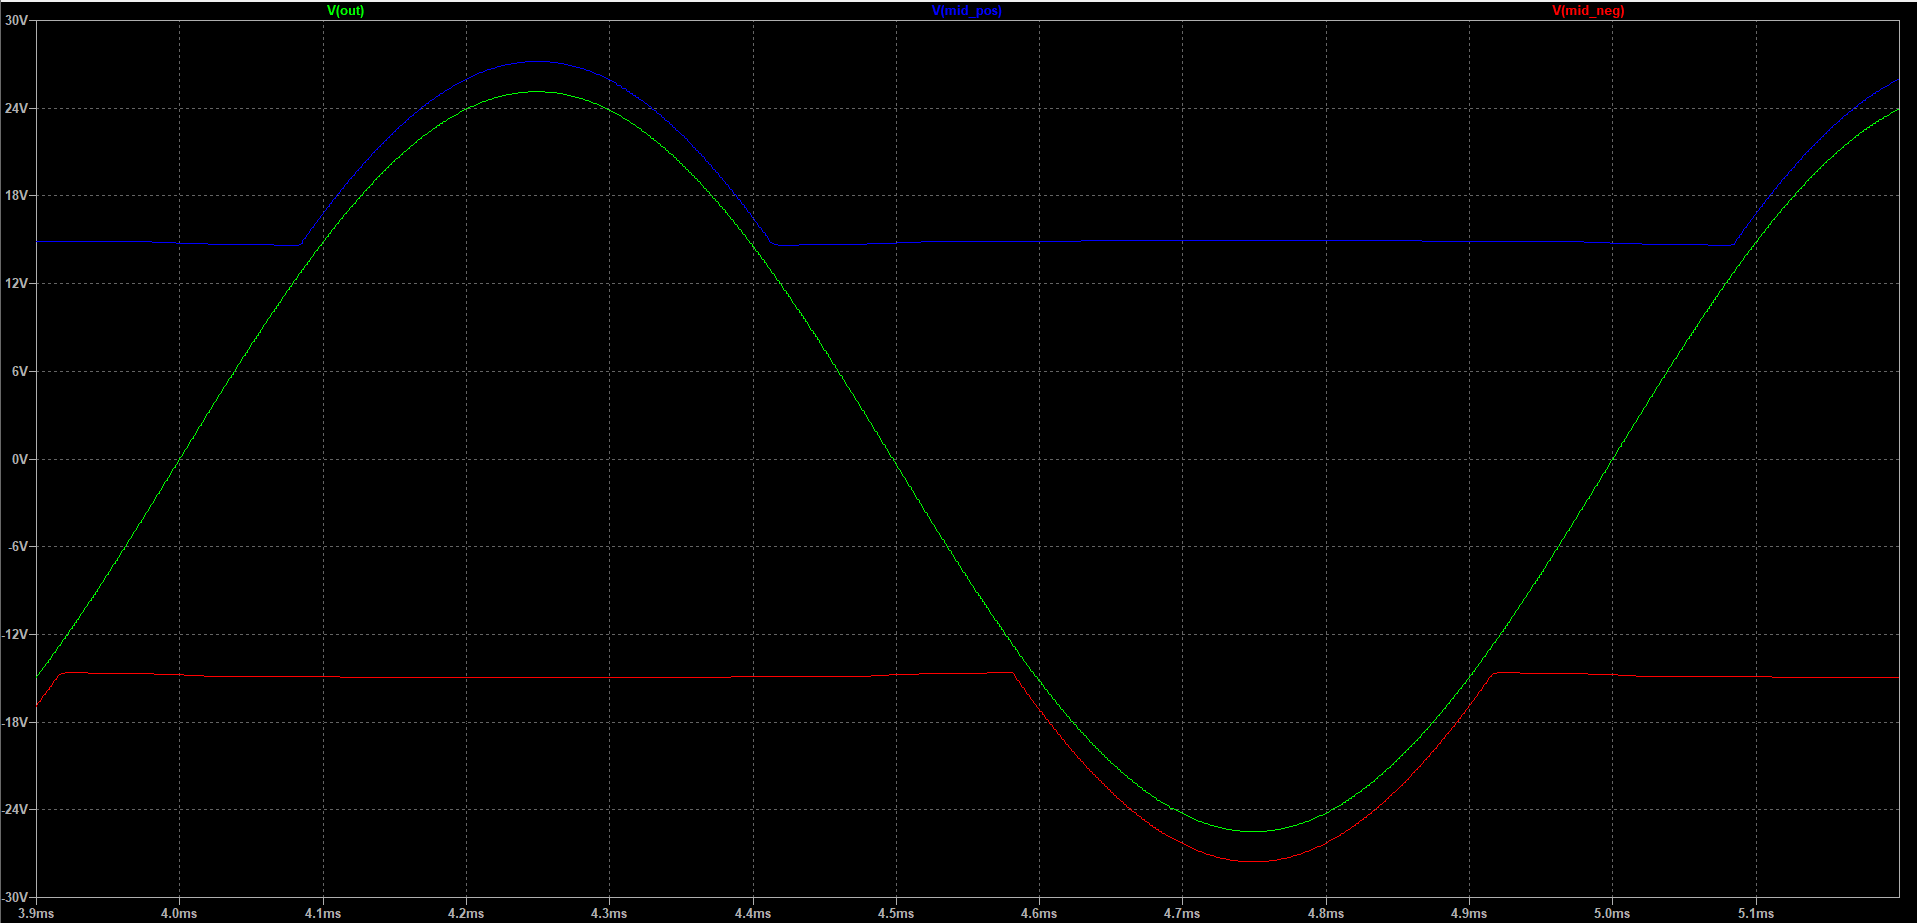 V(out) V(mid_pos) V(mid_neg)
30V
24V
18V
12V
6V
0V
-6V
-12V
-18V
-24V
-30V
3.9ms 4.0ms 4.1ms 4.2ms 4.3ms 4.4ms 4.5ms 4.6ms 4.7ms 4.8ms 4.9ms 5.0ms 5.1ms